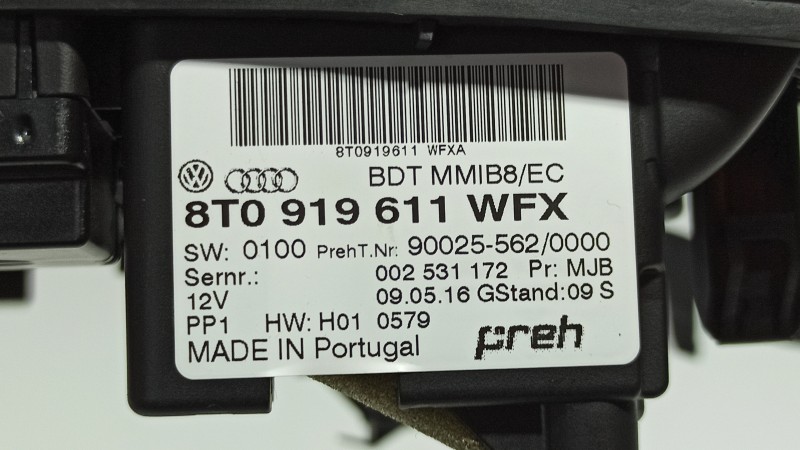 8T0919611 WFXA
BDT MMIB8/EC
8T0 919 611 WFX
SW: 0100 PrehT.Nr: 90025-562/0000
Sernr.: 002 531 172 Pr: MJB
12V 09.05.16 GStand: 09 S
PP1 HW: H01 0579
MADE IN Portugal preh